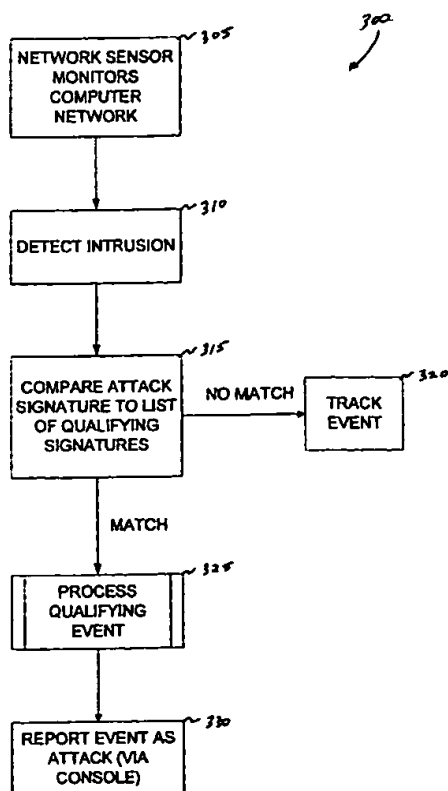 305
300
NETWORK SENSOR
MONITORS
COMPUTER
NETWORK
310
DETECT INTRUSION
315
COMPARE ATTACK
SIGNATURE TO LIST
OF QUALIFYING
SIGNATURES
NO MATCH
320
TRACK
EVENT
MATCH
325
PROCESS
QUALIFYING
EVENT
330
REPORT EVENT AS
ATTACK (VIA
CONSOLE)